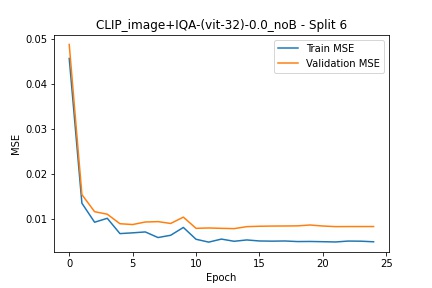 CLIP_image+IQA-(vit-32)-0.0_noB - Split 6
Train MSE
Validation MSE
0.05
0.04
0.03
0.02
0.01
MSE
0
5
10
15
20
25
Epoch